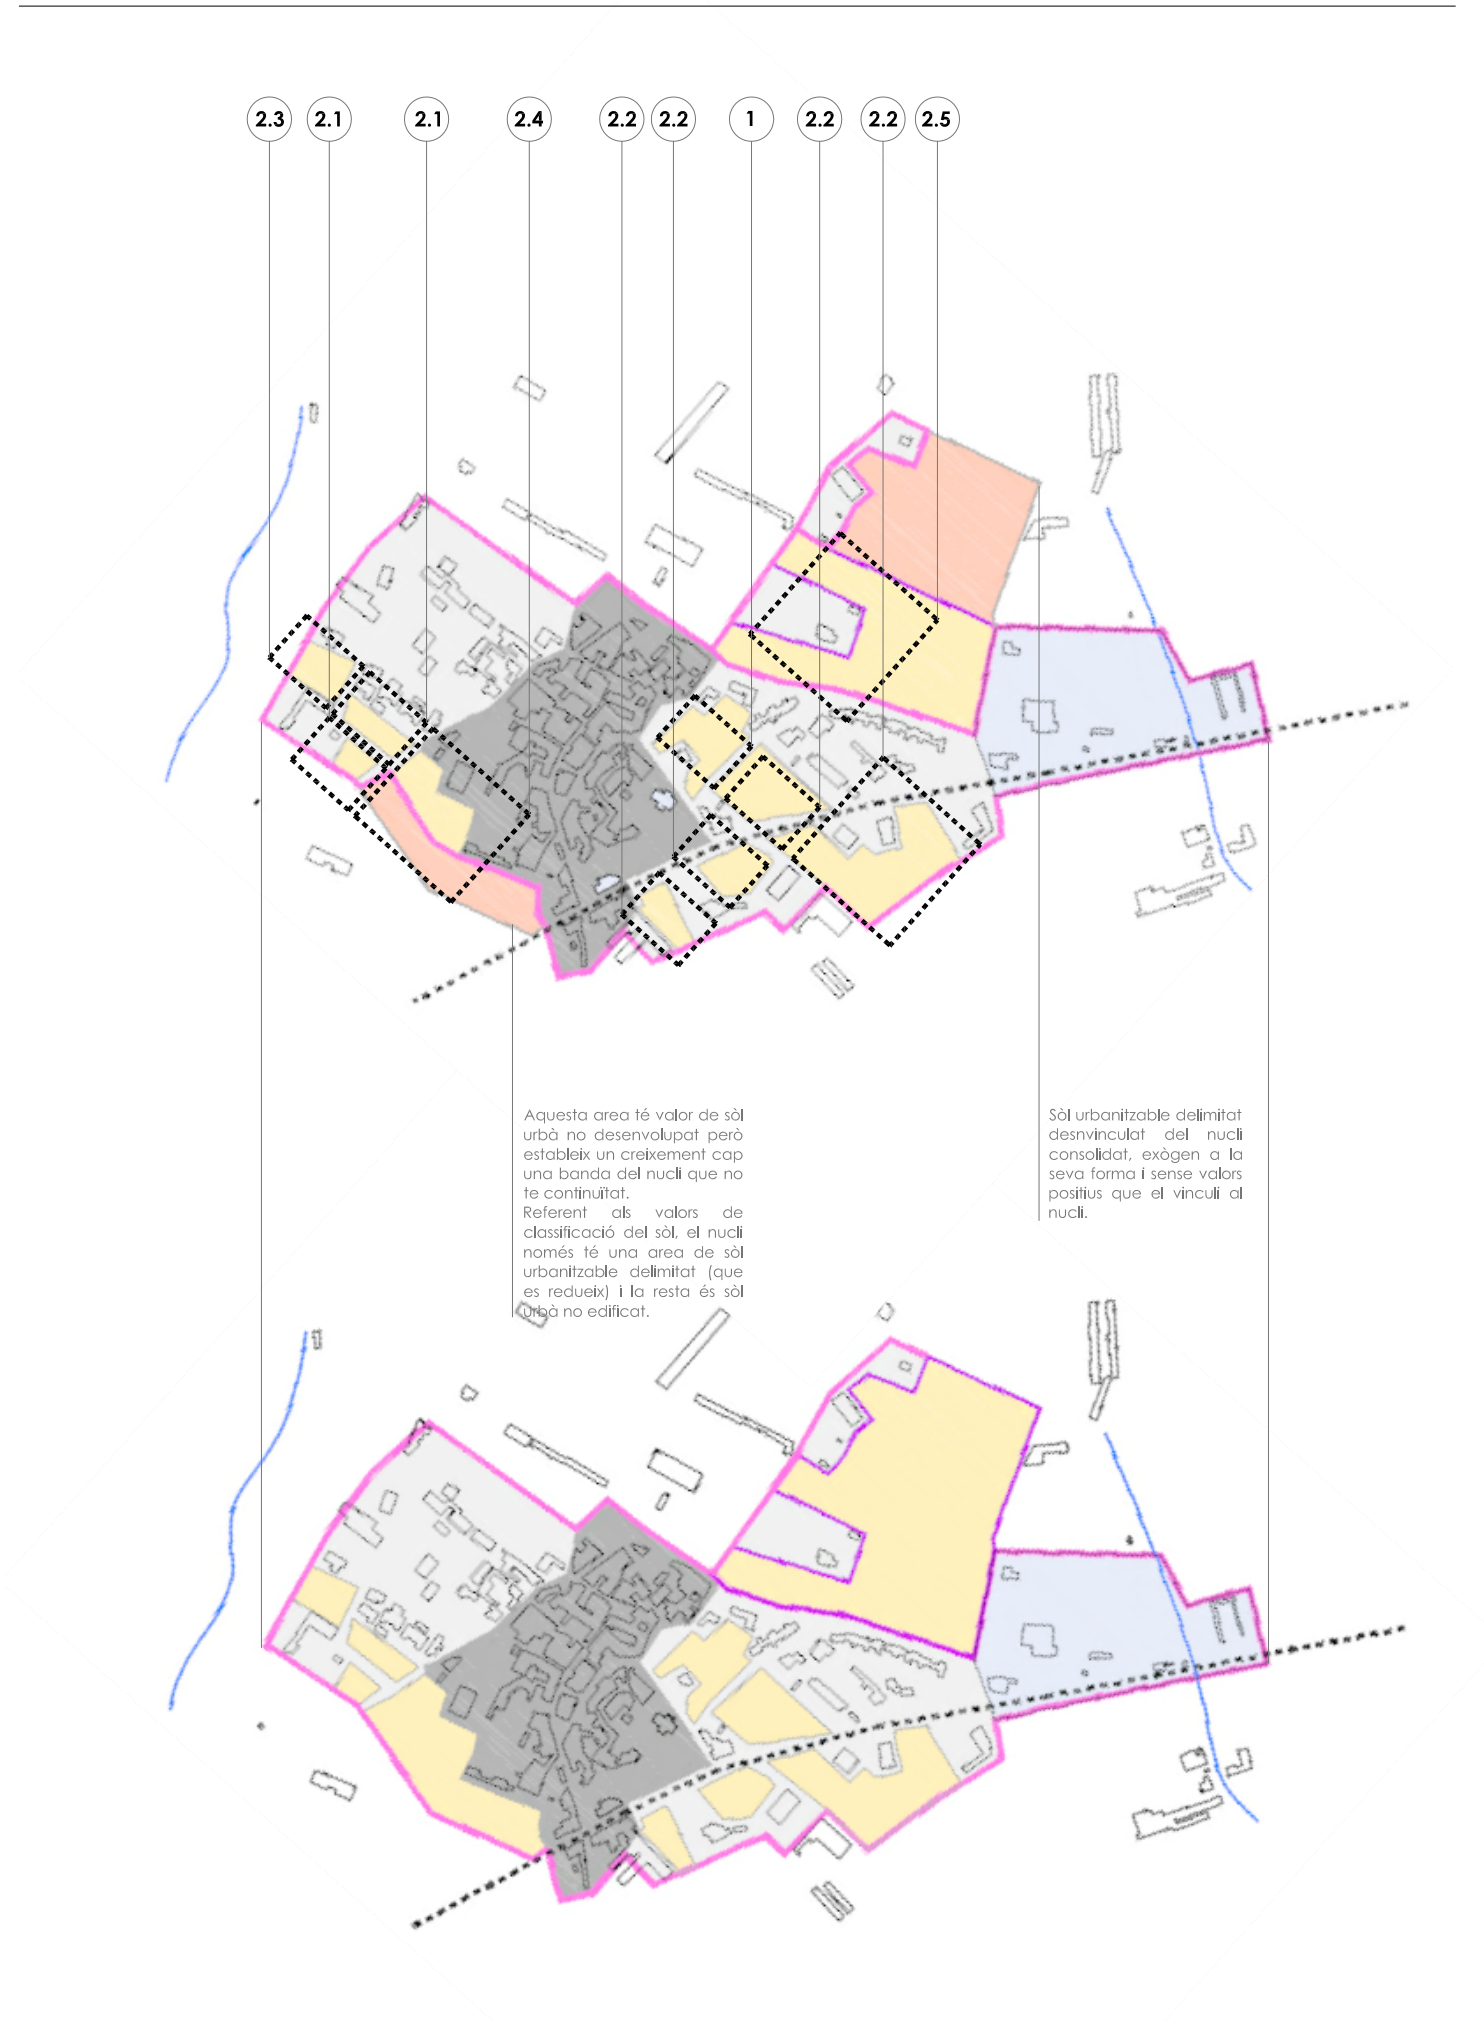 2.3 2.1 2.1 2.4 2.2 2.2 1 2.2 2.2 2.5
Aquesta area té valor de sòl
urbà no desenvolupat però
estableix un creixement cap
una banda del nucli que no
te continuïtat.
Referent als valors de
classificació del sòl, el nucli
només té una area de sòl
urbanitzable delimitat (que
es redueix) i la resta és sòl
urbà no edificat.
Sòl urbanitzable delimitat
desnvinculat del nucli
consolidat, exògen a la
seva forma i sense valors
positius que el vinculi al
nucli.